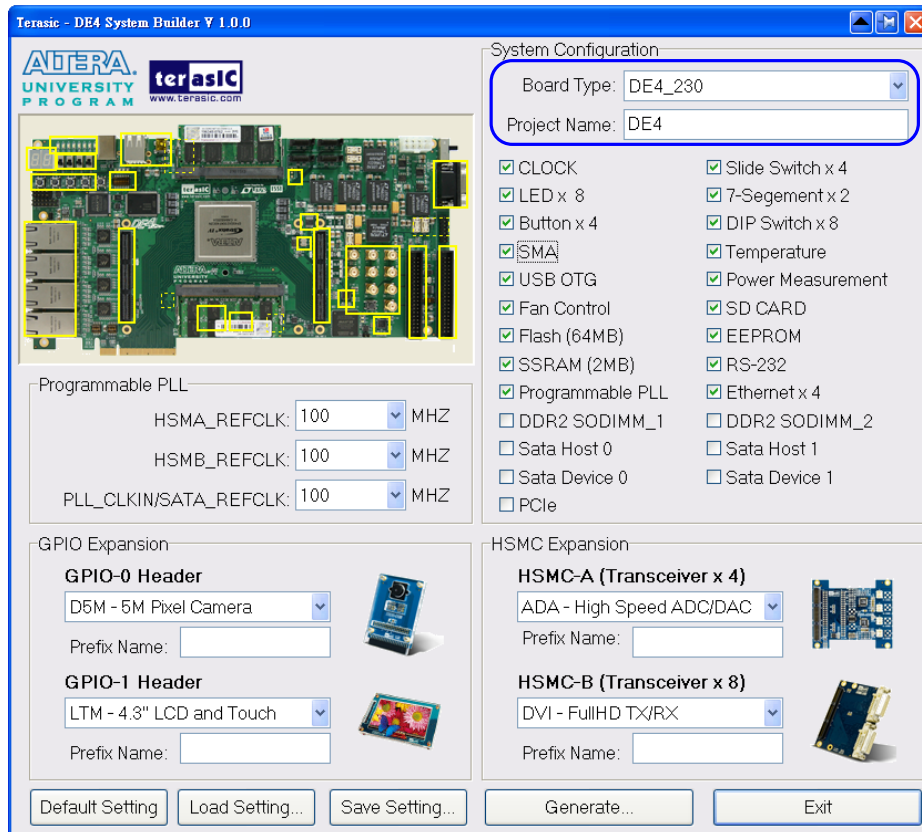 Terasic - DE4 System Builder V 1.0.0
ALTERA.
UNIVERSITY
PROGRAM
terasIC
www.terasic.com
System Configuration
Board Type: DE4_230
Project Name: DE4
CLOCK Slide Switch x 4
LED x 8 7-Segement x 2
Button x 4 DIP Switch x 8
SMA Temperature
USB OTG Power Measurement
Fan Control SD CARD
Flash (64MB) EEPROM
SSRAM (2MB) RS-232
Programmable PLL Ethernet x 4
DDR2 SODIMM_1 DDR2 SODIMM_2
Sata Host 0 Sata Host 1
Sata Device 0 Sata Device 1
PCIe
Programmable PLL
HSMA_REFCLK: 100 MHZ
HSMB_REFCLK: 100 MHZ
PLL_CLKIN/SATA_REFCLK: 100 MHZ
GPIO Expansion
GPIO-0 Header
D5M - 5M Pixel Camera
Prefix Name:
GPIO-1 Header
LTM - 4.3" LCD and Touch
Prefix Name:
HSMC Expansion
HSMC-A (Transceiver x 4)
ADA - High Speed ADC/DAC
Prefix Name:
HSMC-B (Transceiver x 8)
DVI - FullHD TX/RX
Prefix Name:
Default Setting Load Setting... Save Setting... Generate... Exit